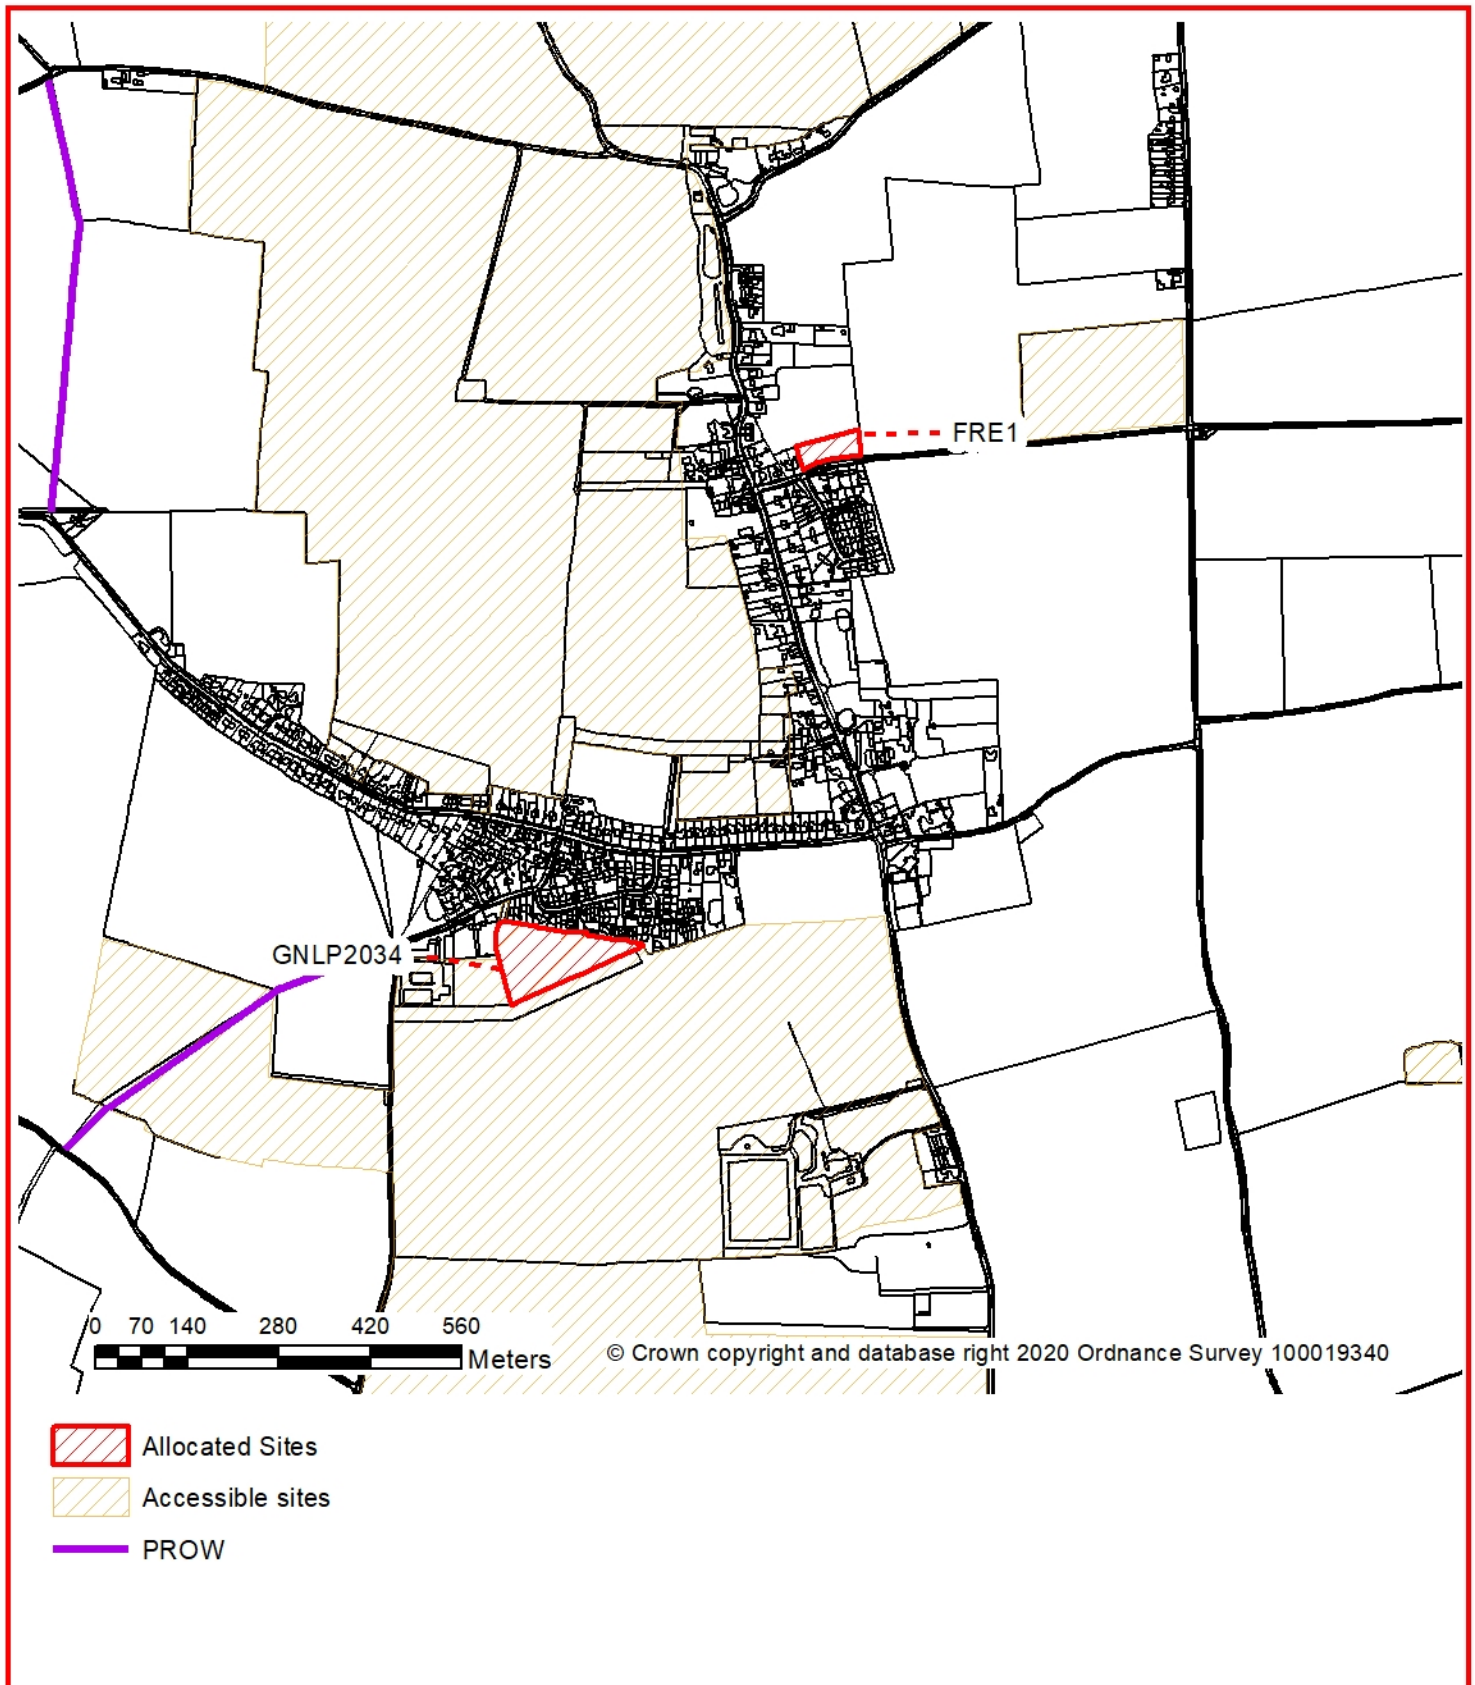 FRE1
GNLP2034
0 70 140 280 420 560
Meters
© Crown copyright and database right 2020 Ordnance Survey 100019340
Allocated Sites
Accessible sites
PROW